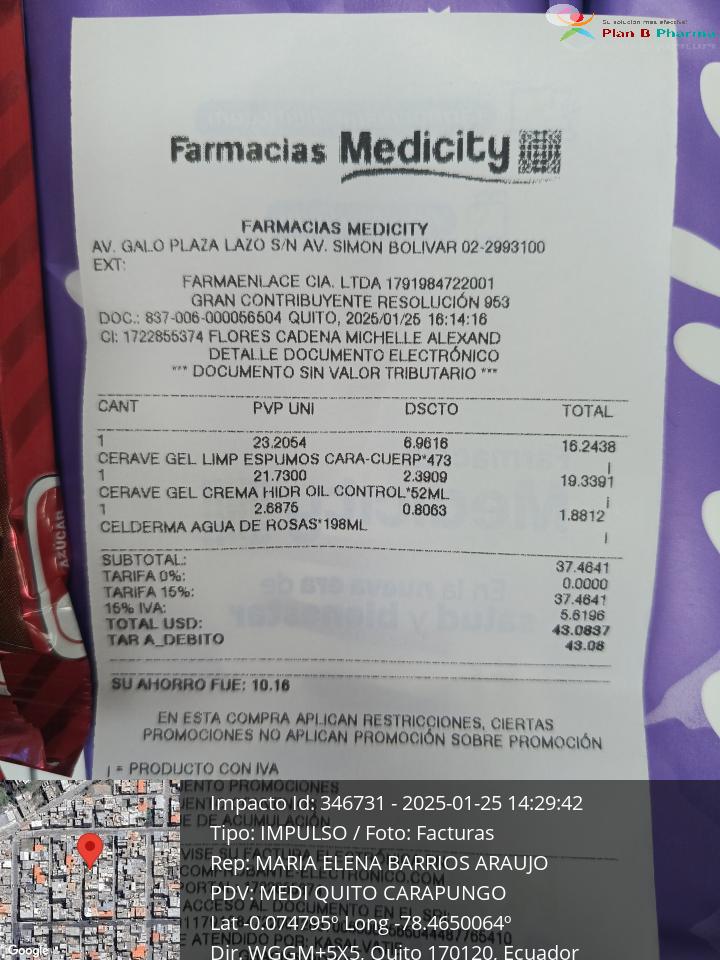 Su solución más efectiva!
Plan B Pharma
Farmacias Medicity
FARMACIAS MEDICITY
AV. GALO PLAZA LAZO S/N AV. SIMON BOLIVAR 02-2993100
EXT:
FARMAENLACE CIA. LTDA 1791984722001
GRAN CONTRIBUYENTE RESOLUCIÓN 953
DOC.: 837-006-000056504 QUITO, 2025/01/25 16:14:16
CI: 1722855374 FLORES CADENA MICHELLE ALEXAND
DETALLE DOCUMENTO ELECTRÓNICO
*** DOCUMENTO SIN VALOR TRIBUTARIO ***
CANT PVP UNI DSCTO TOTAL
1 23.2054 6.9616 16.2438
CERAVE GEL LIMP ESPUMOS CARA-CUERP*473 i
1 21.7300 2.3909 19.3391
CERAVE GEL CREMA HIDR OIL CONTROL*52ML i
1 2.6875 0.8063 1.8812
CELDERMA AGUA DE ROSAS*198ML i
SUBTOTAL: 37.4641
TARIFA 0%: 0.0000
TARIFA 15%: 37.4641
15% IVA: 5.6196
TOTAL USD: 43.0837
TAR A_DEBITO 43.08
SU AHORRO FUE: 10.16
EN ESTA COMPRA APLICAN RESTRICCIONES, CIERTAS
PROMOCIONES NO APLICAN PROMOCIÓN SOBRE PROMOCIÓN
i = PRODUCTO CON IVA
PROMOCIONES
DE ACUMULACIÓN
AZÚCAR
Impacto Id: 346731 - 2025-01-25 14:29:42
Tipo: IMPULSO / Foto: Facturas
Rep: MARIA ELENA BARRIOS ARAUJO
PDV: MEDI QUITO CARAPUNGO
Lat -0.074795º Long -78.4650064º
Dir. WGGM+5X5, Quito 170120, Ecuador
Google